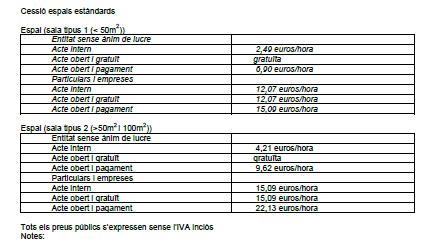 Cessió espais estàndards
Espai (sala tipus 1 (< 50m2))
Entitat sense ànim de lucre
Acte intern 2,49 euros/hora
Acte obert i gratuït gratuïta
Acte obert i pagament 6,90 euros/hora
Particulars i empreses
Acte intern 12,07 euros/hora
Acte obert i gratuït 12,07 euros/hora
Acte obert i pagament 15,09 euros/hora
Espai (sala tipus 2 (>50m2 i 100m2))
Entitat sense ànim de lucre
Acte intern 4,21 euros/hora
Acte obert i gratuït gratuïta
Acte obert i pagament 9,62 euros/hora
Particulars i empreses
Acte intern 15,09 euros/hora
Acte obert i gratuït 15,09 euros/hora
Acte obert i pagament 22,13 euros/hora
Tots els preus públics s'expressen sense l'IVA inclòs
Notes: